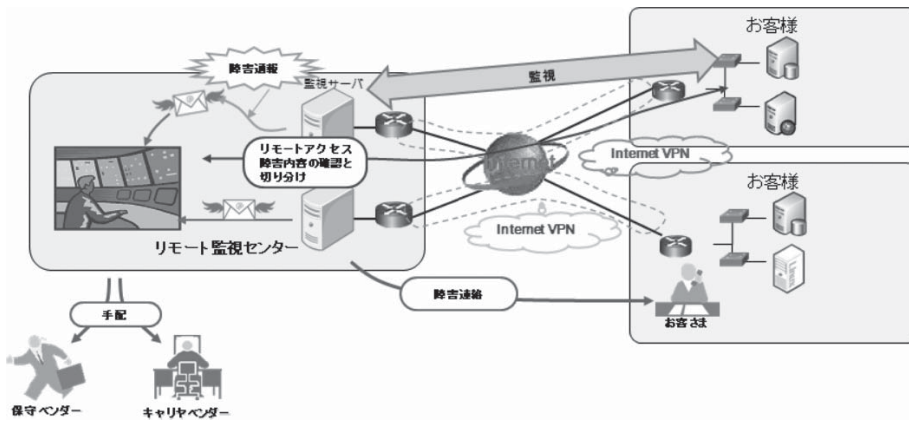 お客様
障害通報
監視サーバ
監視
リモートアクセス
障害内容の確認と
切り分け
Internet
Internet VPN
お客様
Internet VPN
リモート監視センター
障害連絡
お客さま
手配
保守ベンダー
キャリヤベンダー